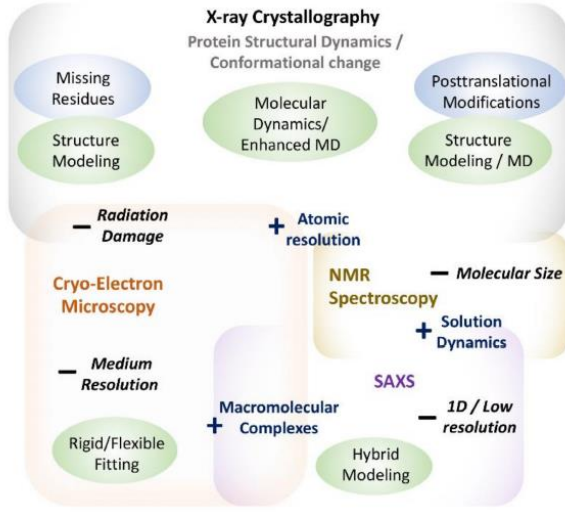 X-ray Crystallography
Protein Structural Dynamics /
Conformational change
Missing
Residues
Structure
Modeling
Molecular
Dynamics/
Enhanced MD
Posttranslational
Modifications
Structure
Modeling / MD
− Radiation
Damage
+ Atomic
resolution
Cryo-Electron
Microscopy
NMR
Spectroscopy
− Molecular Size
+ Solution
Dynamics
− Medium
Resolution
SAXS
+ Macromolecular
Complexes
− 1D / Low
resolution
Rigid/Flexible
Fitting
Hybrid
Modeling